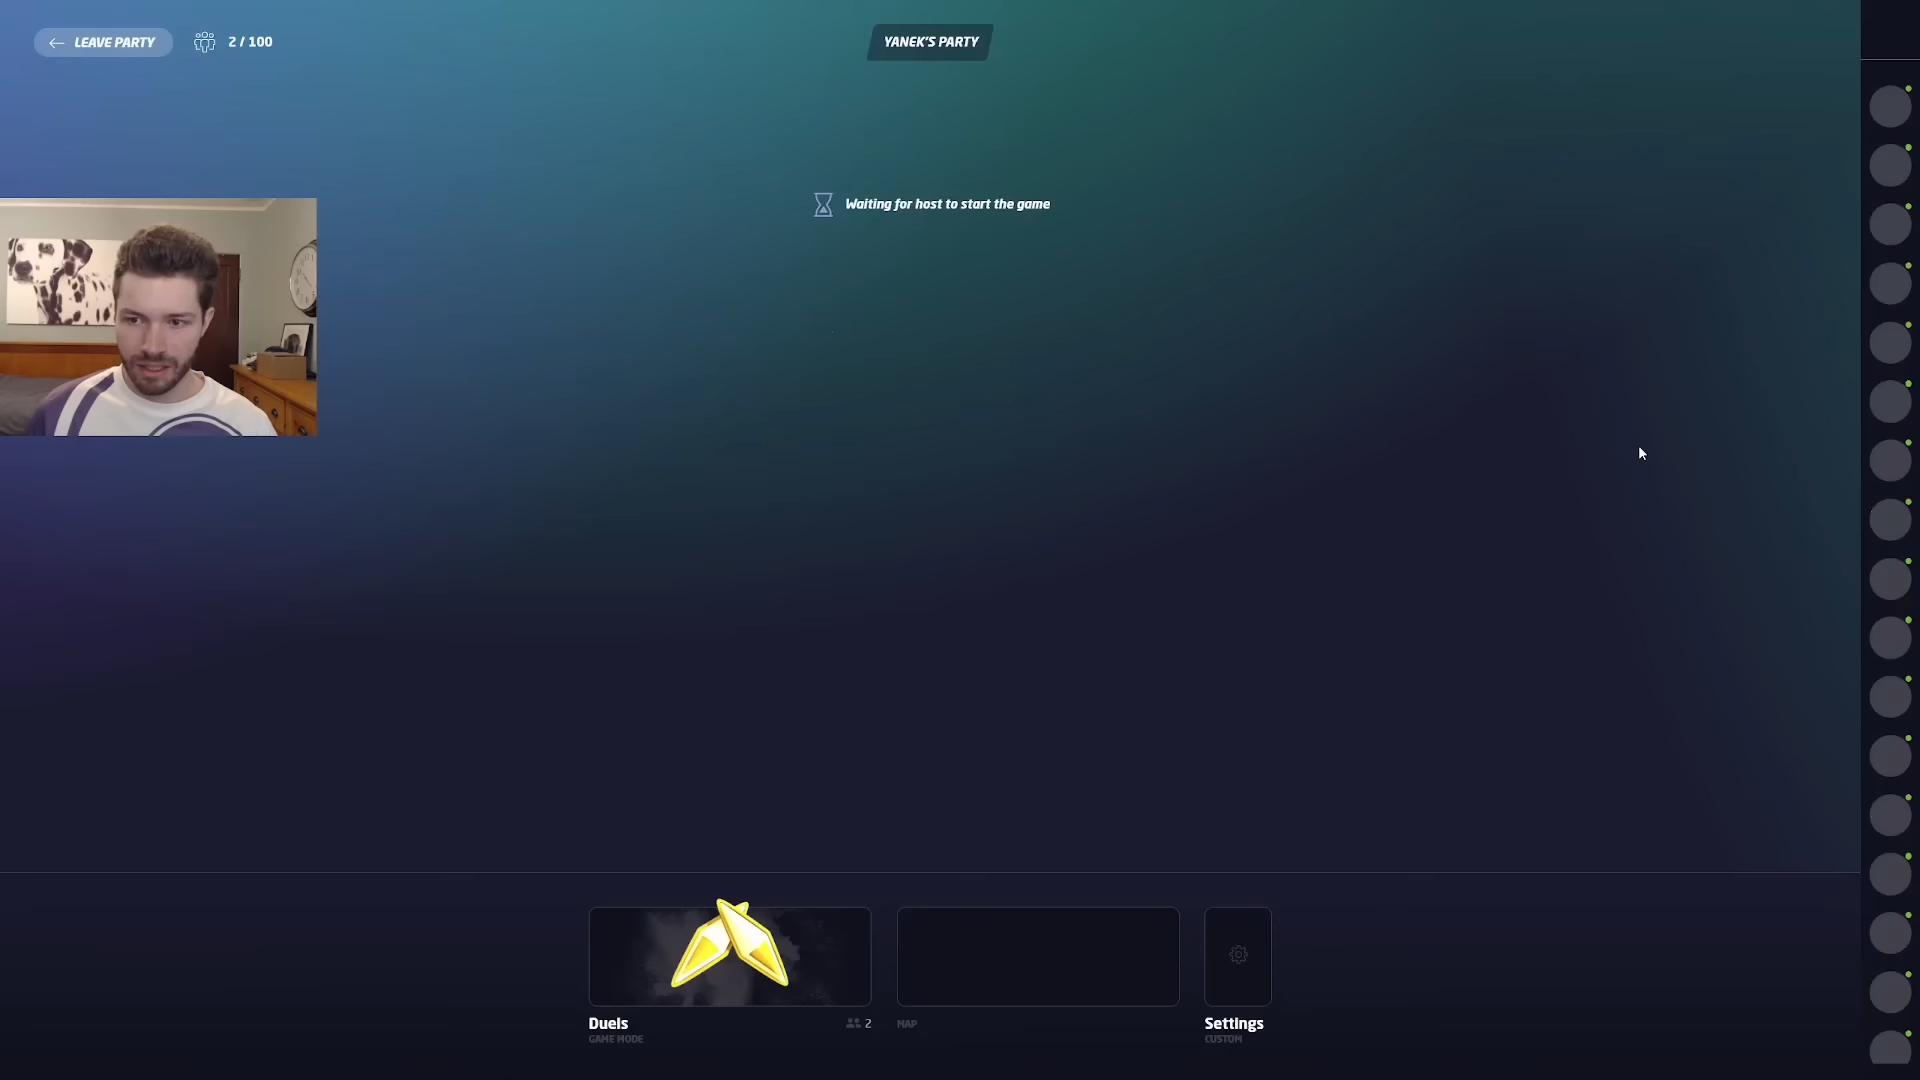 LEAVE PARTY
2 / 100
YANEK'S PARTY
Waiting for host to start the game
Duels
2
GAME MODE
MAP
Settings
CUSTOM